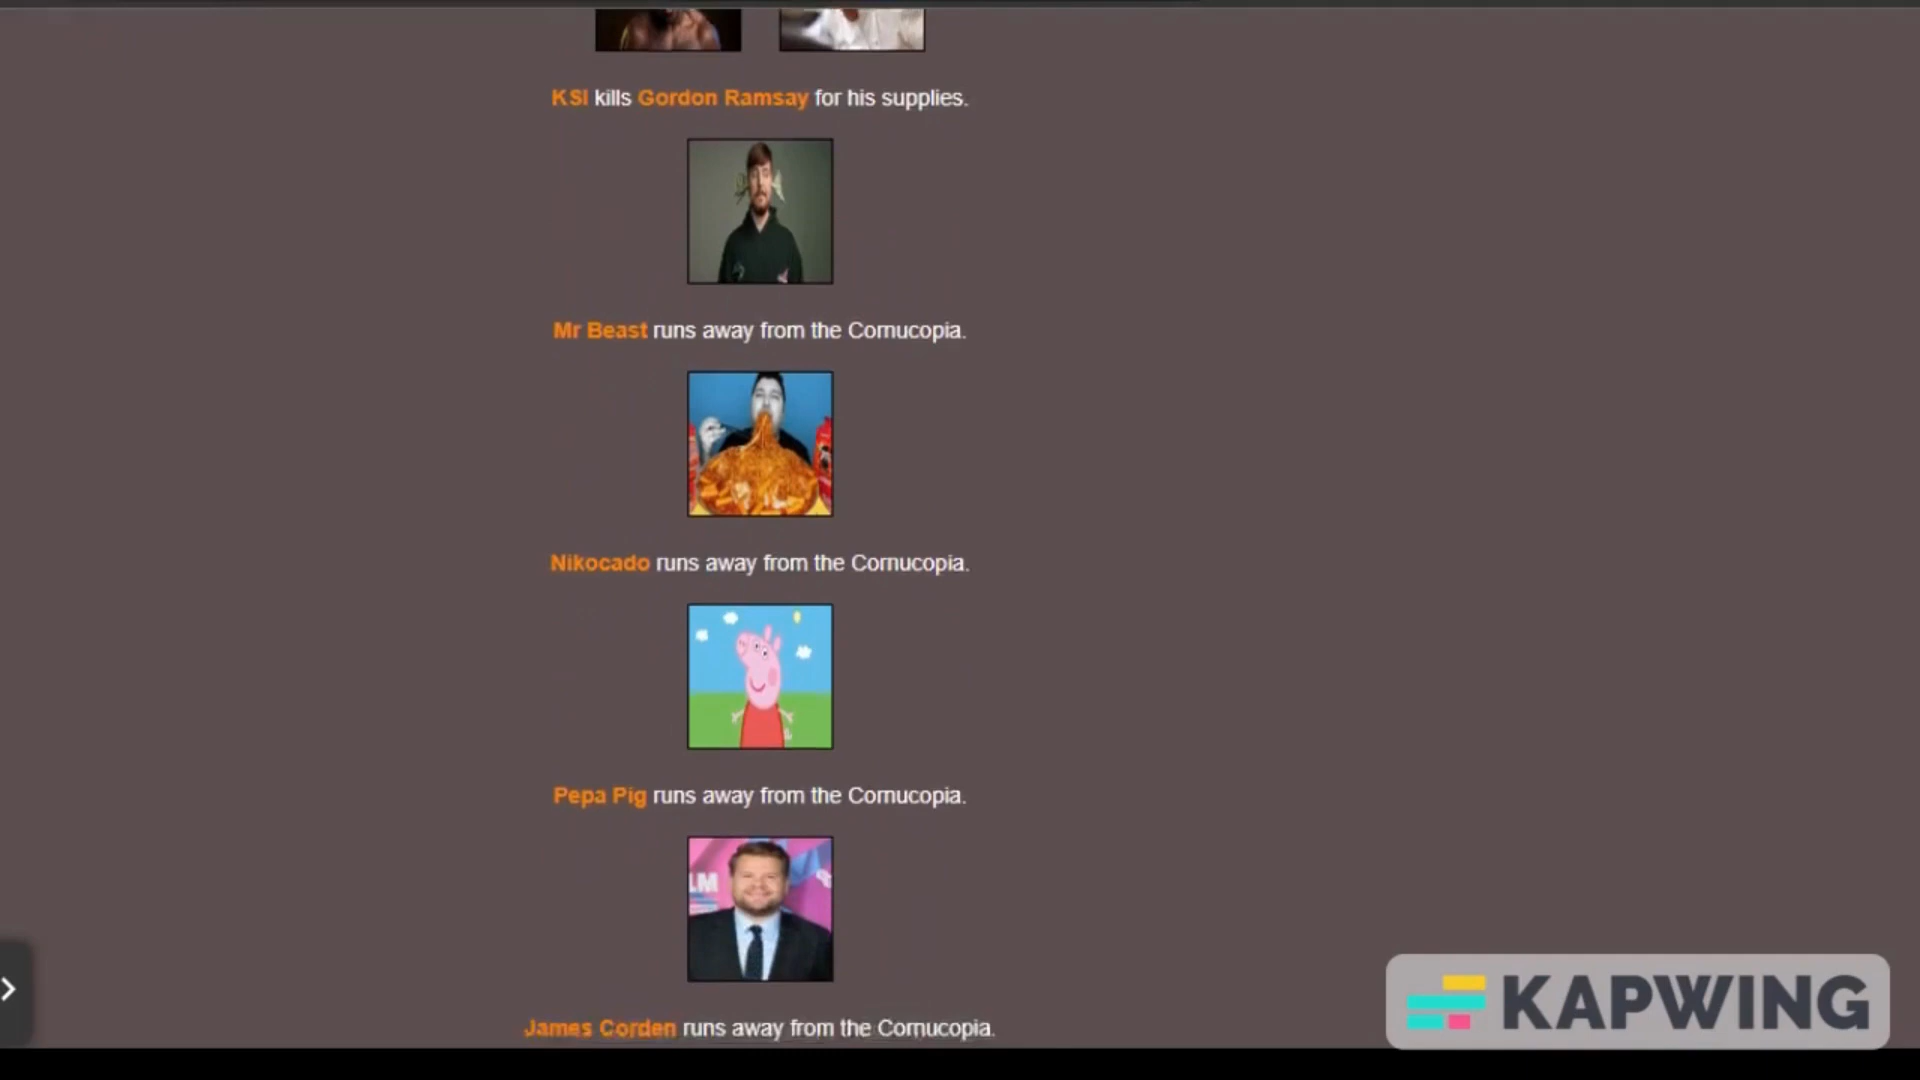 KSI kills Gordon Ramsay for his supplies.
Mr Beast runs away from the Cornucopia.
Nikocado runs away from the Cornucopia.
Pepa Pig runs away from the Cornucopia.
LM
James Corden runs away from the Cornucopia.
KAPWING